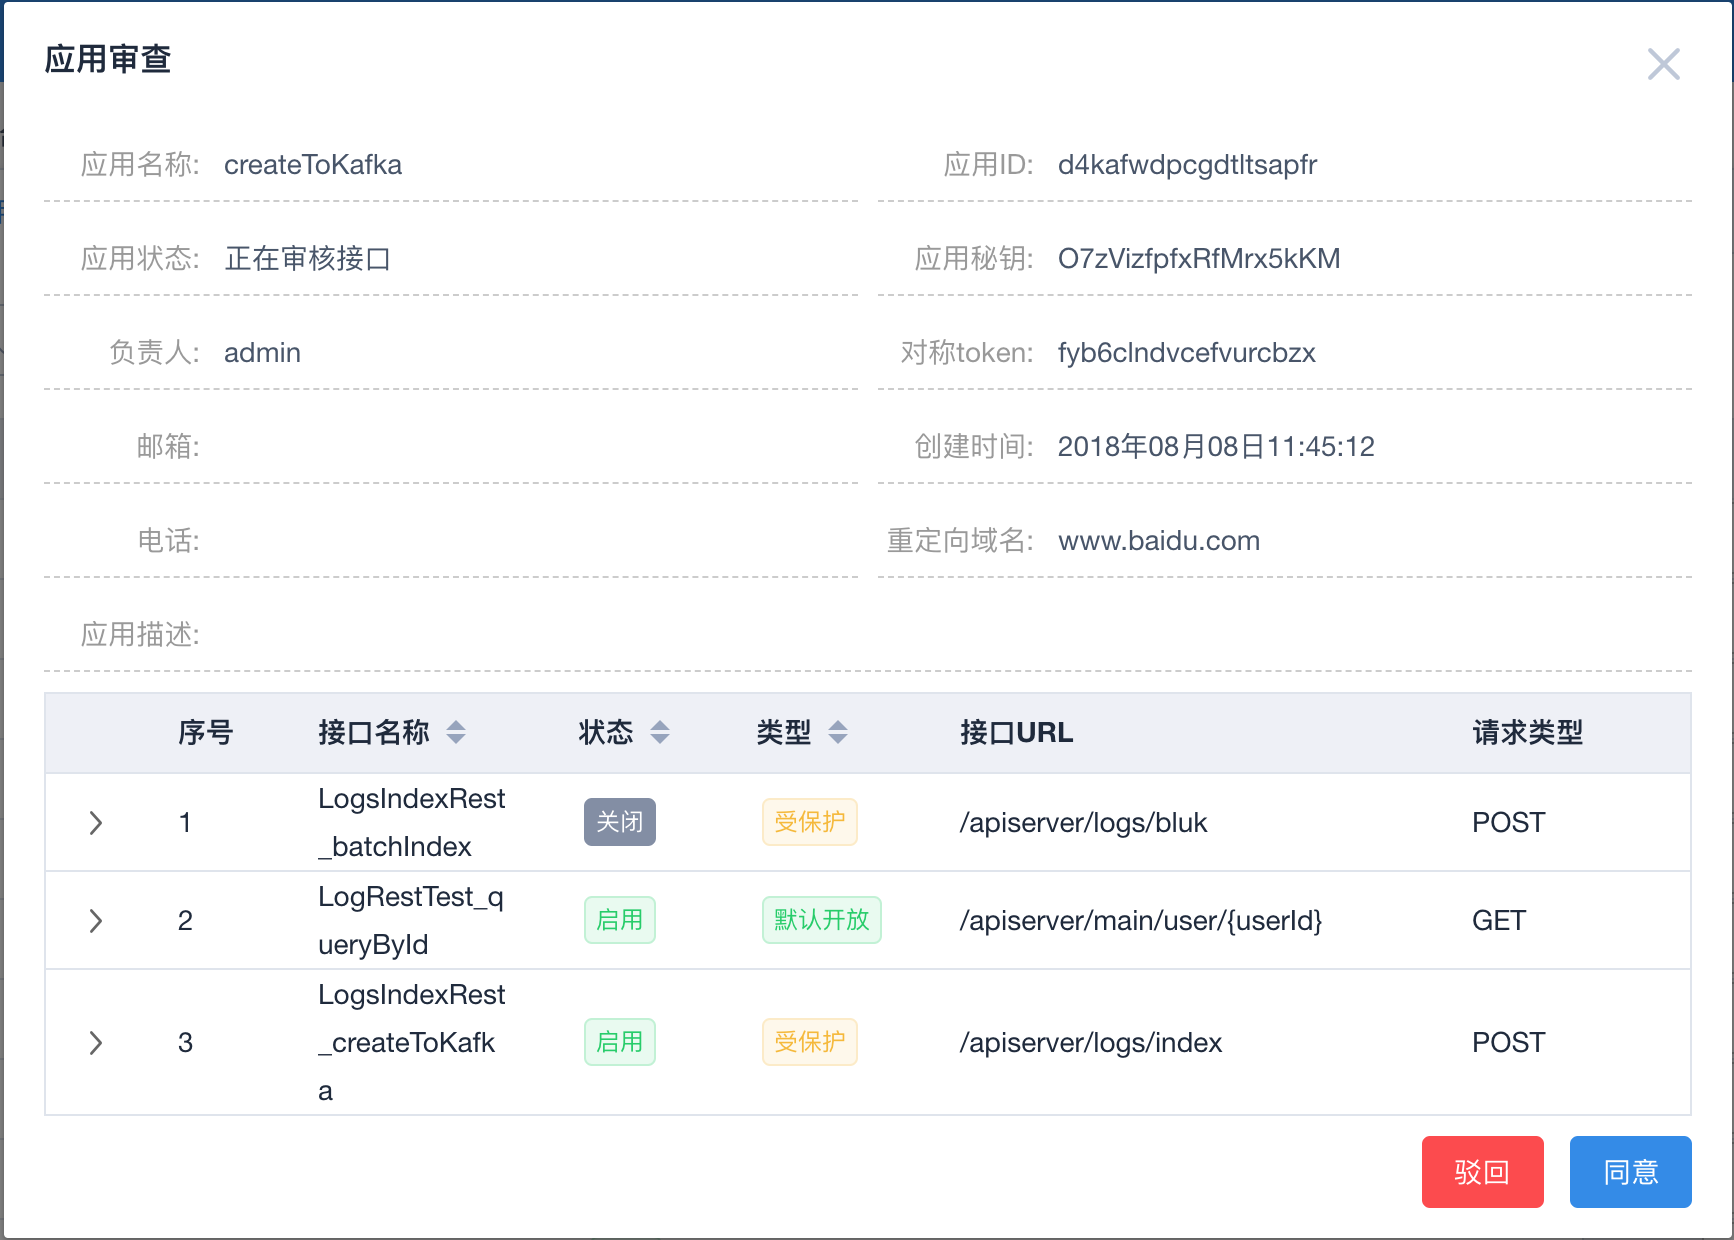 应用审查
应用名称: createToKafka
应用ID: d4kafwdpcgdtltsapfr
应用状态: 正在审核接口
应用秘钥: O7zVizfpfxRfMrx5kKM
负责人: admin
对称token: fyb6clndvcefvurcbzx
邮箱:
创建时间: 2018年08月08日11:45:12
电话:
重定向域名: www.baidu.com
应用描述:
序号 接口名称 状态 类型 接口URL 请求类型
1 LogsIndexRest
_batchIndex 关闭 受保护 /apiserver/logs/bluk POST
2 LogRestTest_q
ueryById 启用 默认开放 /apiserver/main/user/{userId} GET
3 LogsIndexRest
_createToKafk
a 启用 受保护 /apiserver/logs/index POST
驳回 同意